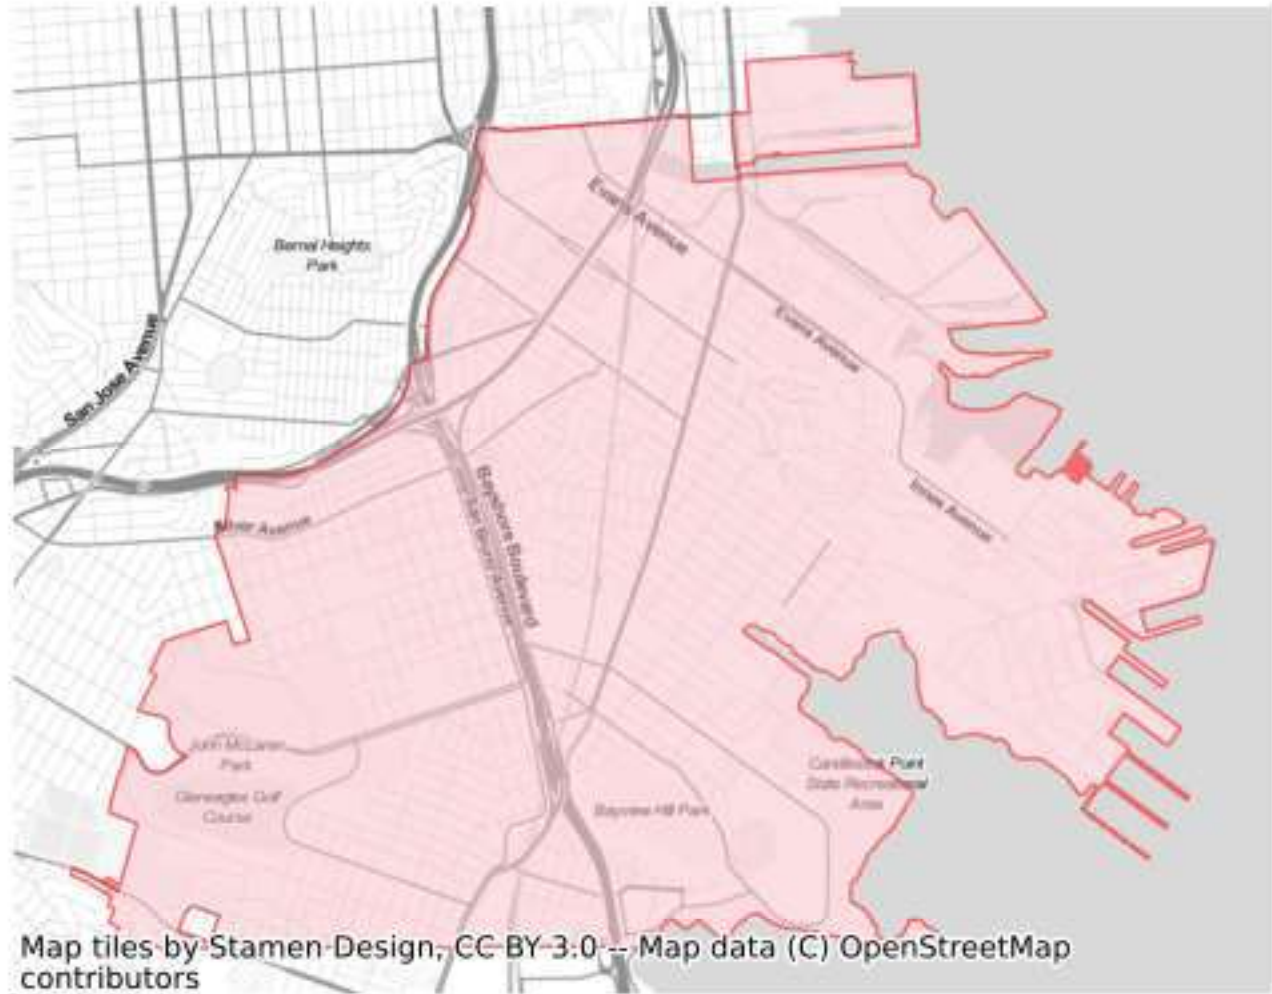 Evans Avenue
Bernal Heights
Park
Evans Avenue
San Jose Avenue
Bayshore Boulevard
San Bruno Avenue
Silver Avenue
Innes Avenue
John McLaren
Park
Gleneagles Golf
Course
Bayview Hill Park
Candlestick Point
State Recreational
Area
Map tiles by Stamen Design, CC BY 3.0 -- Map data (C) OpenStreetMap
contributors